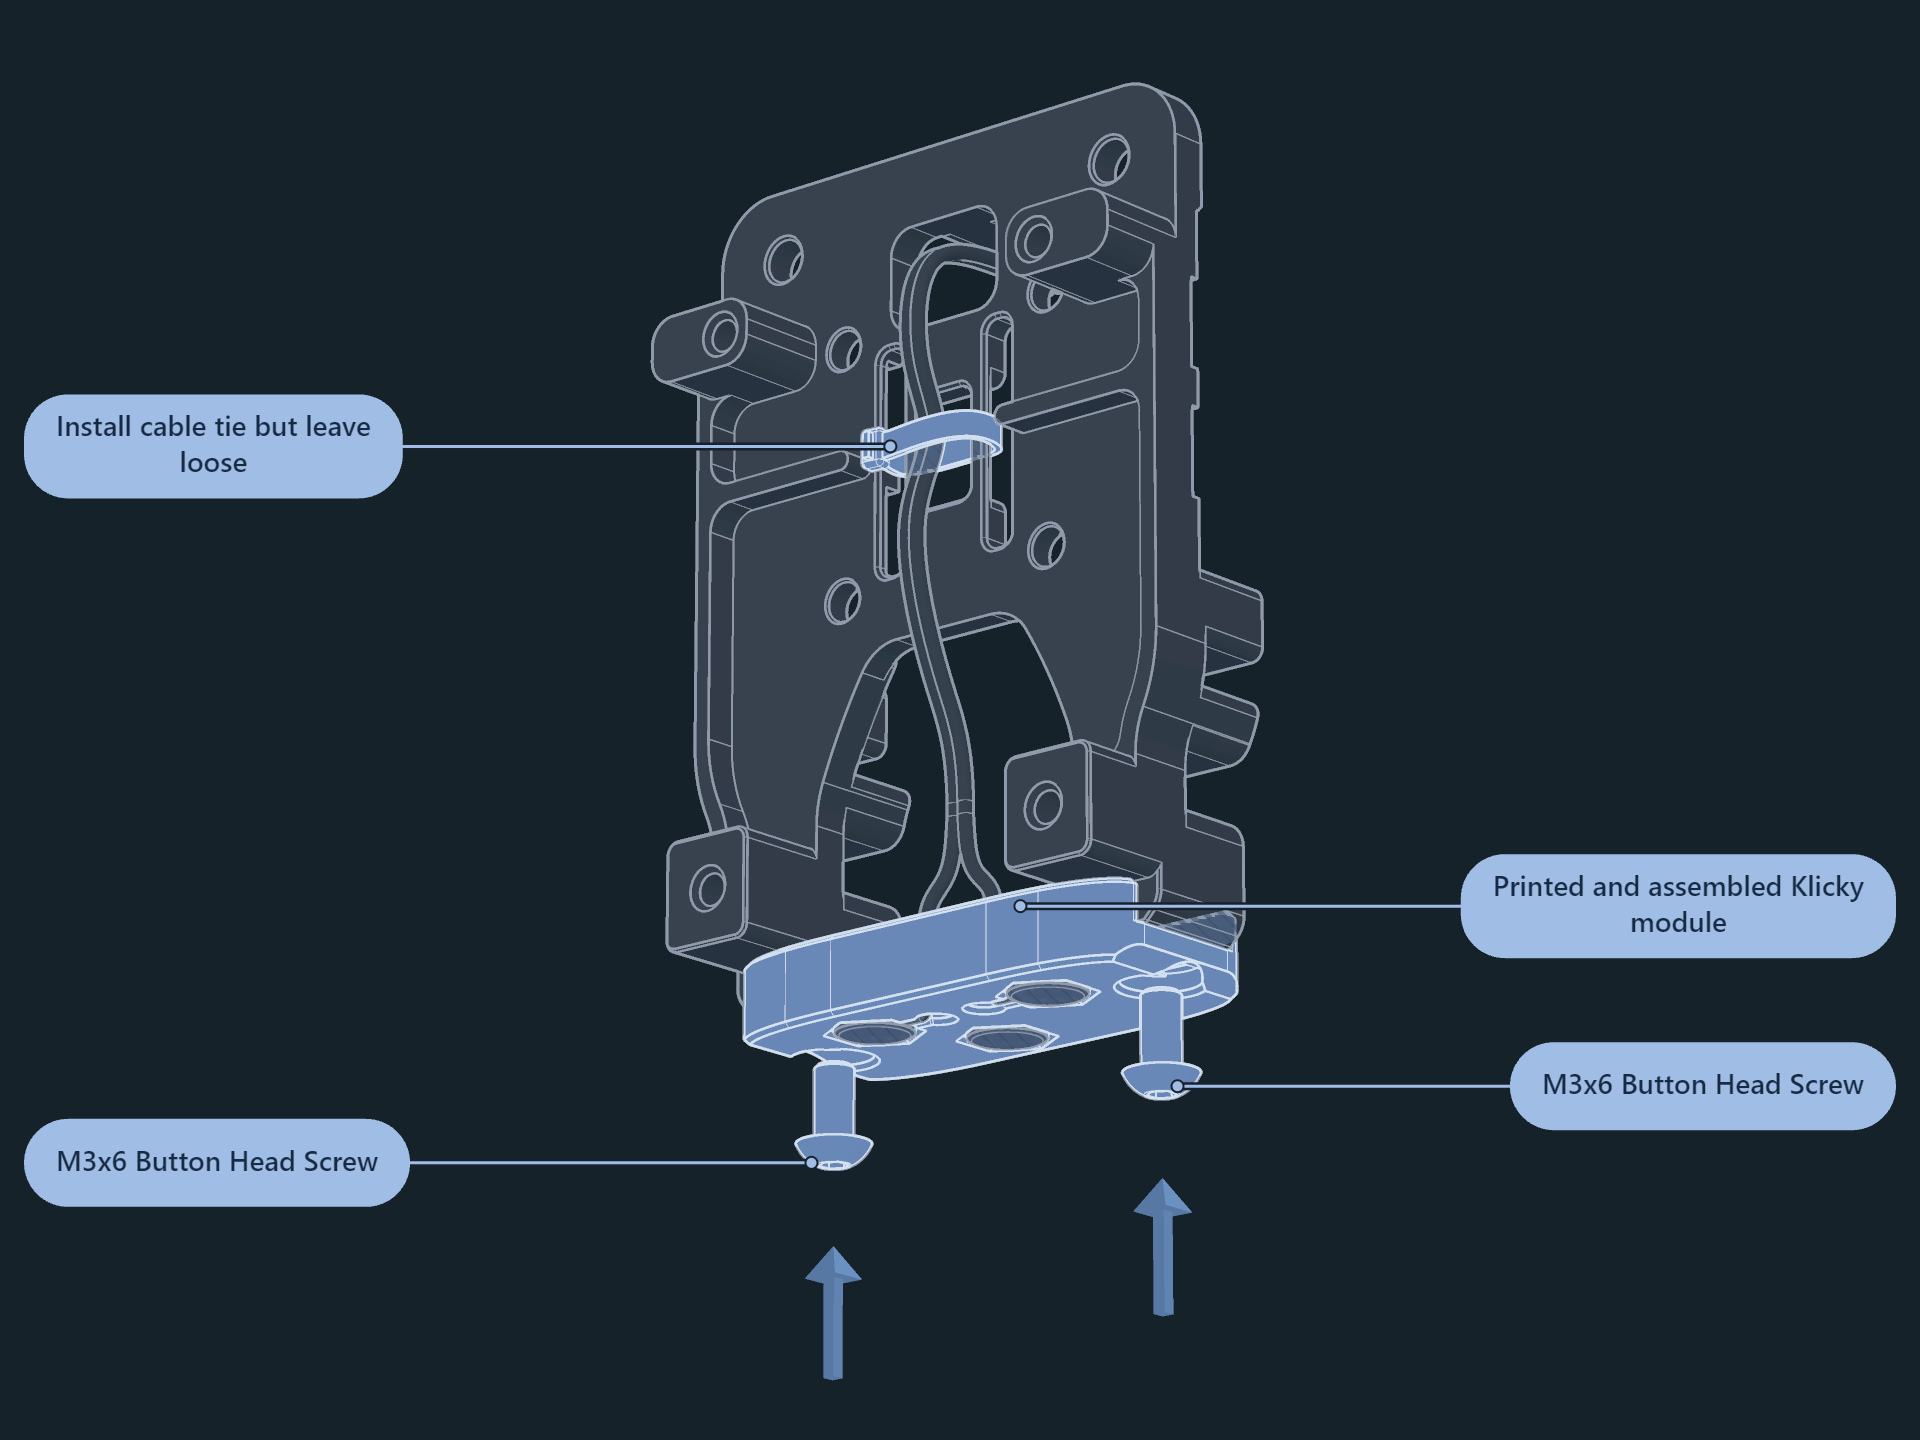 Install cable tie but leave
loose
Printed and assembled Klicky
module
M3x6 Button Head Screw
M3x6 Button Head Screw